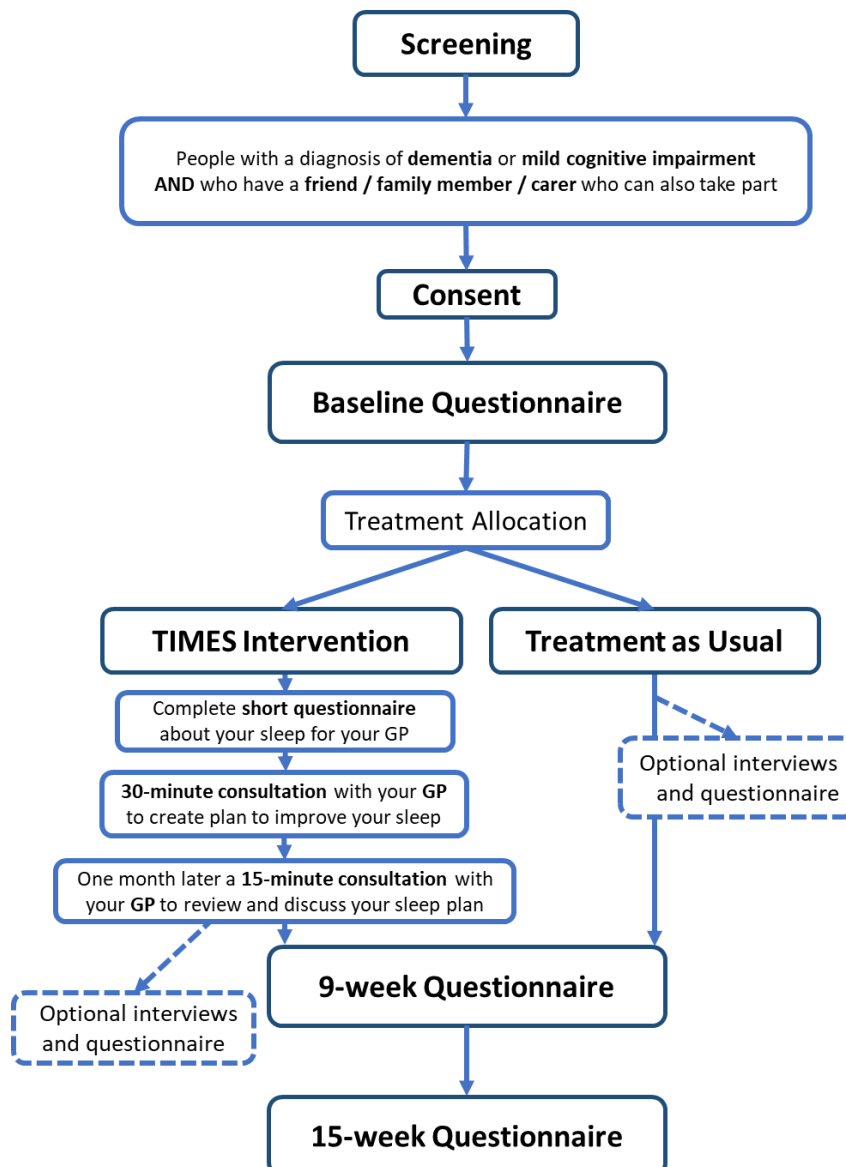 Screening
People with a diagnosis of dementia or mild cognitive impairment
AND who have a friend / family member / carer who can also take part
Consent
Baseline Questionnaire
Treatment Allocation
TIMES Intervention
Treatment as Usual
Complete short questionnaire
about your sleep for your GP
30-minute consultation with your GP
to create plan to improve your sleep
One month later a 15-minute consultation with
your GP to review and discuss your sleep plan
Optional interviews
and questionnaire
Optional interviews
and questionnaire
9-week Questionnaire
15-week Questionnaire